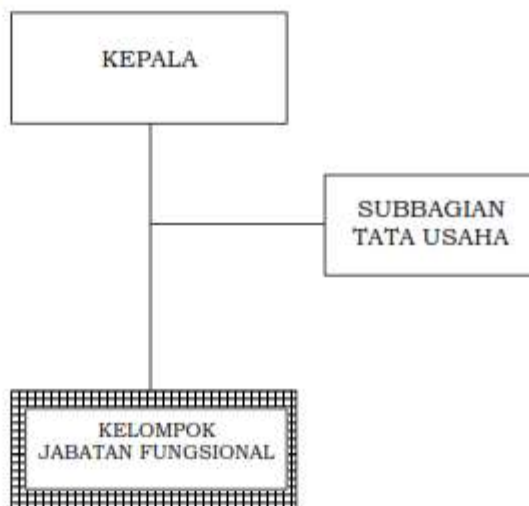 KEPALA
SUBBAGIAN
TATA USAHA
KELOMPOK
JABATAN FUNGSIONAL